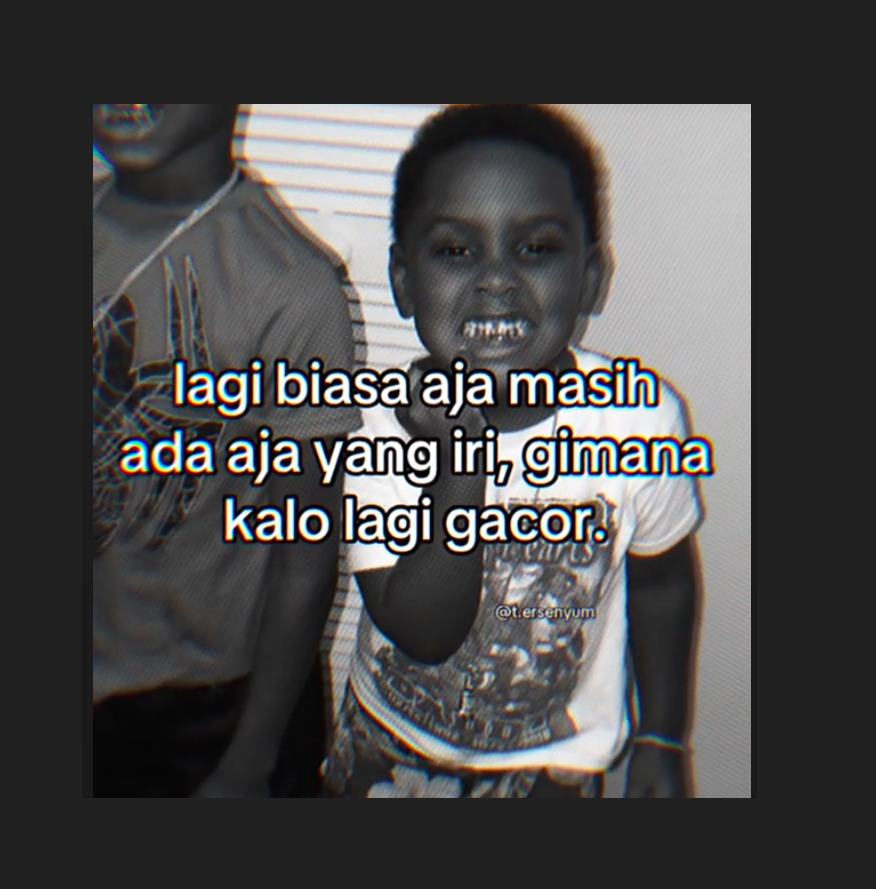 lagi biasa aja masih
ada aja yang iri, gimana
kalo lagi gacor.
@t.ersenyum